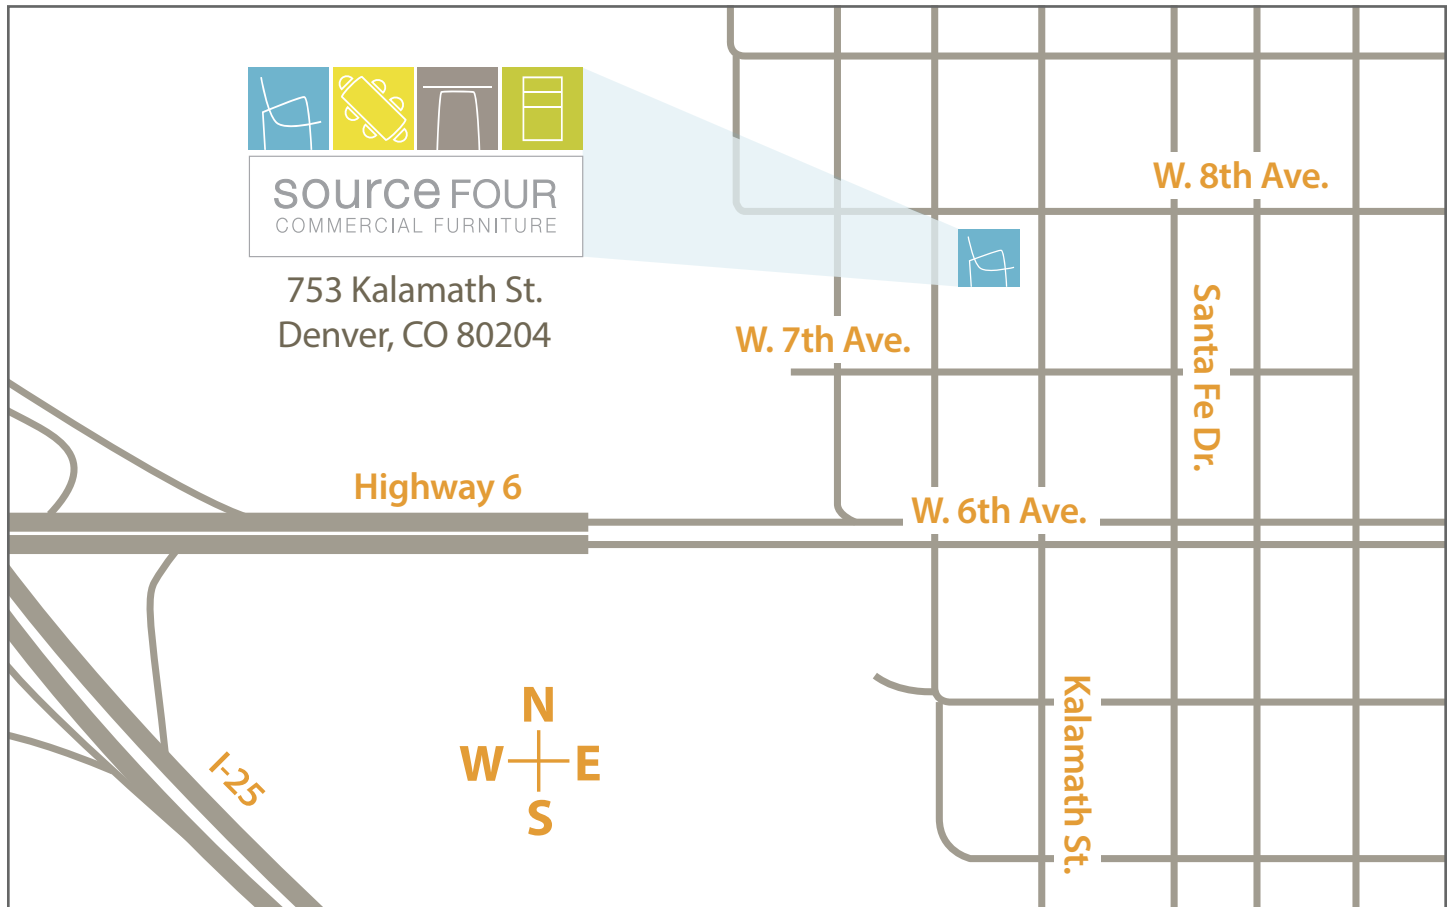 source FOUR
COMMERCIAL FURNITURE
753 Kalamath St.
Denver, CO 80204
W. 8th Ave.
W. 7th Ave.
Santa Fe Dr.
Highway 6
W. 6th Ave.
Kalamath St.
I-25
N
W E
S